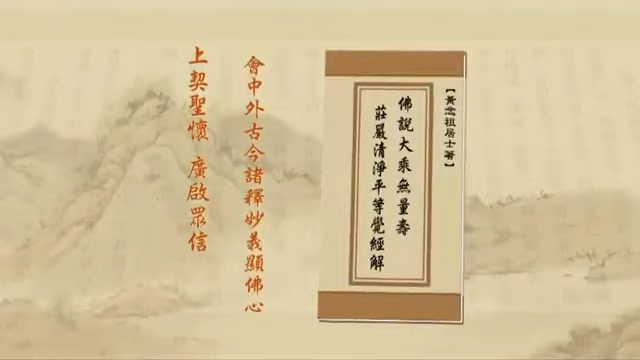 【黃念祖居士著】
佛說大乘無量壽
莊嚴清淨平等覺經解
會中外古今諸釋妙義顯佛心
上契聖懷 廣啟眾信